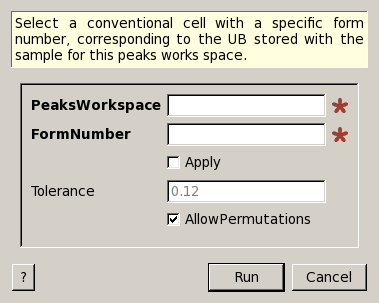 Select a conventional cell with a specific form
number, corresponding to the UB stored with the
sample for this peaks works space.
PeaksWorkspace
FormNumber
Apply
Tolerance 0.12
AllowPermutations
? Run Cancel